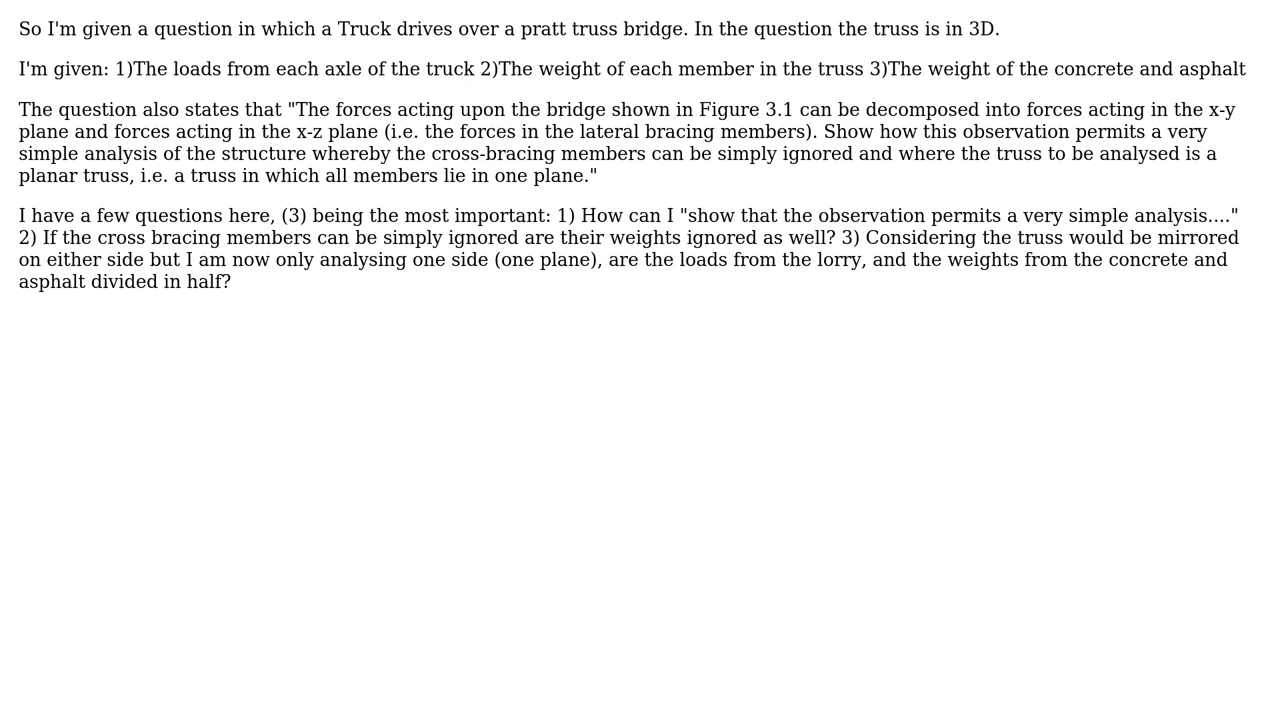 So I'm given a question in which a Truck drives over a pratt truss bridge. In the question the truss is in 3D.
I'm given: 1)The loads from each axle of the truck 2)The weight of each member in the truss 3)The weight of the concrete and asphalt
The question also states that "The forces acting upon the bridge shown in Figure 3.1 can be decomposed into forces acting in the x-y
plane and forces acting in the x-z plane (i.e. the forces in the lateral bracing members). Show how this observation permits a very
simple analysis of the structure whereby the cross-bracing members can be simply ignored and where the truss to be analysed is a
planar truss, i.e. a truss in which all members lie in one plane."
I have a few questions here, (3) being the most important: 1) How can I "show that the observation permits a very simple analysis...."
2) If the cross bracing members can be simply ignored are their weights ignored as well? 3) Considering the truss would be mirrored
on either side but I am now only analysing one side (one plane), are the loads from the lorry, and the weights from the concrete and
asphalt divided in half?